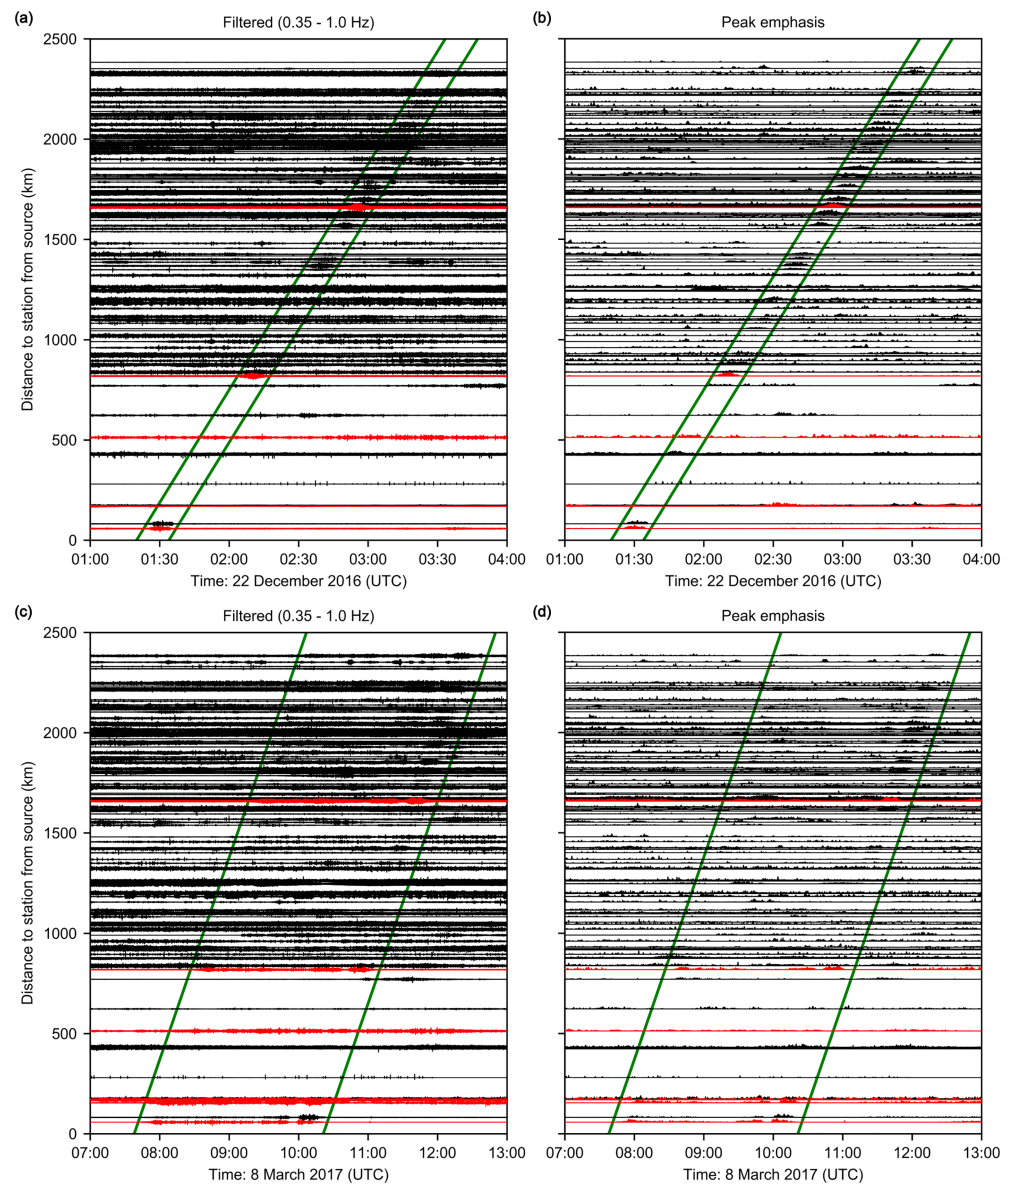 (a) Filtered (0.35 - 1.0 Hz)
(b) Peak emphasis
Distance to station from source (km)
2500
2000
1500
1000
500
0
01:00 01:30 02:00 02:30 03:00 03:30 04:00
Time: 22 December 2016 (UTC)
01:00 01:30 02:00 02:30 03:00 03:30 04:00
Time: 22 December 2016 (UTC)
(c) Filtered (0.35 - 1.0 Hz)
(d) Peak emphasis
Distance to station from source (km)
2500
2000
1500
1000
500
0
07:00 08:00 09:00 10:00 11:00 12:00 13:00
Time: 8 March 2017 (UTC)
07:00 08:00 09:00 10:00 11:00 12:00 13:00
Time: 8 March 2017 (UTC)